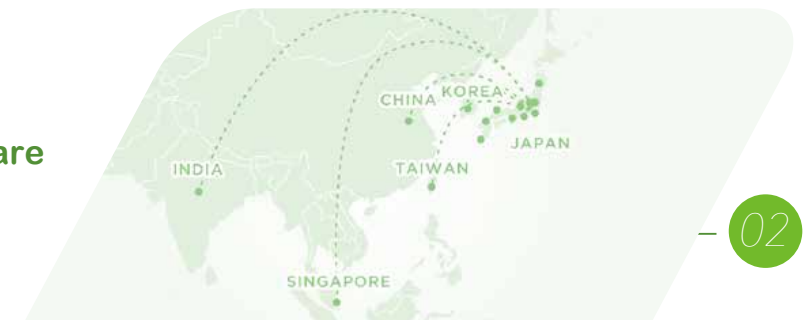 are
CHINA
KOREA
JAPAN
INDIA
TAIWAN
SINGAPORE
– 02